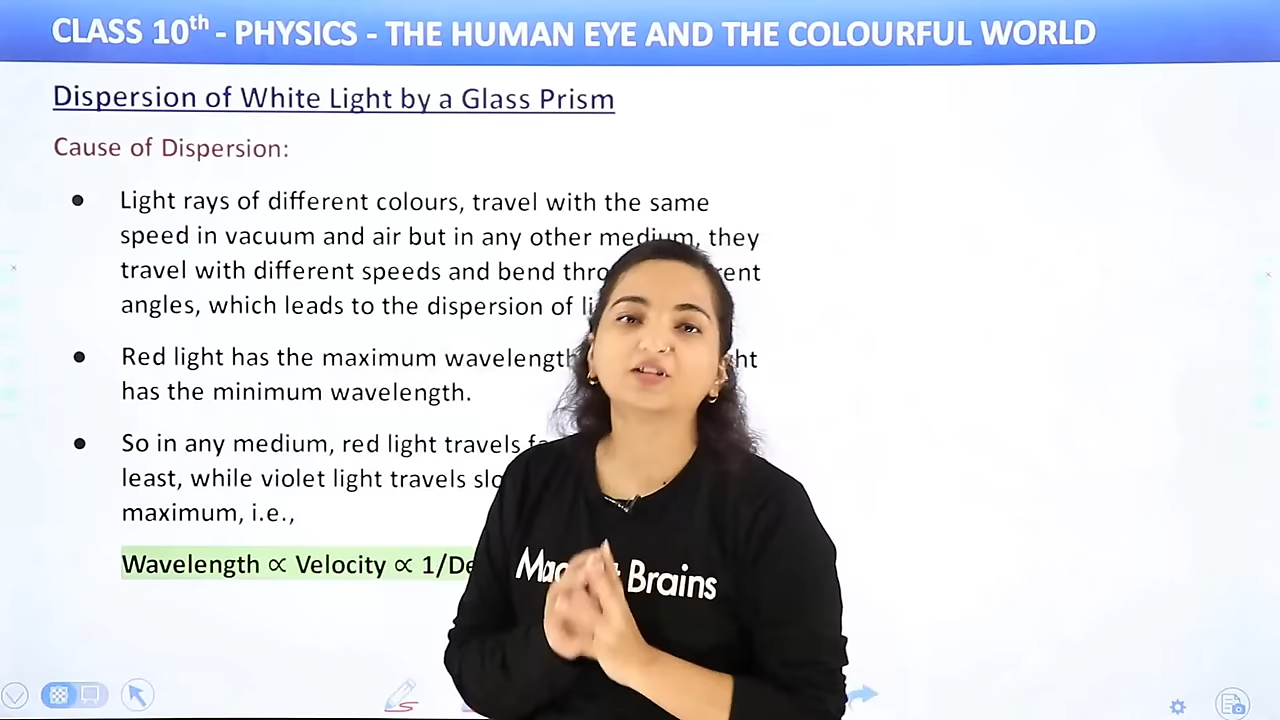 CLASS 10th - PHYSICS - THE HUMAN EYE AND THE COLOURFUL WORLD
Dispersion of White Light by a Glass Prism
Cause of Dispersion:
● Light rays of different colours, travel with the same
speed in vacuum and air but in any other medium, they
travel with different speeds and bend
angles, which leads to the dispersion of
● Red light has the maximum wavelength
has the minimum wavelength.
● So in any medium, red light travels
least, while violet light travels
maximum, i.e.,
Wavelength ∝ Velocity ∝ 1/
Brains